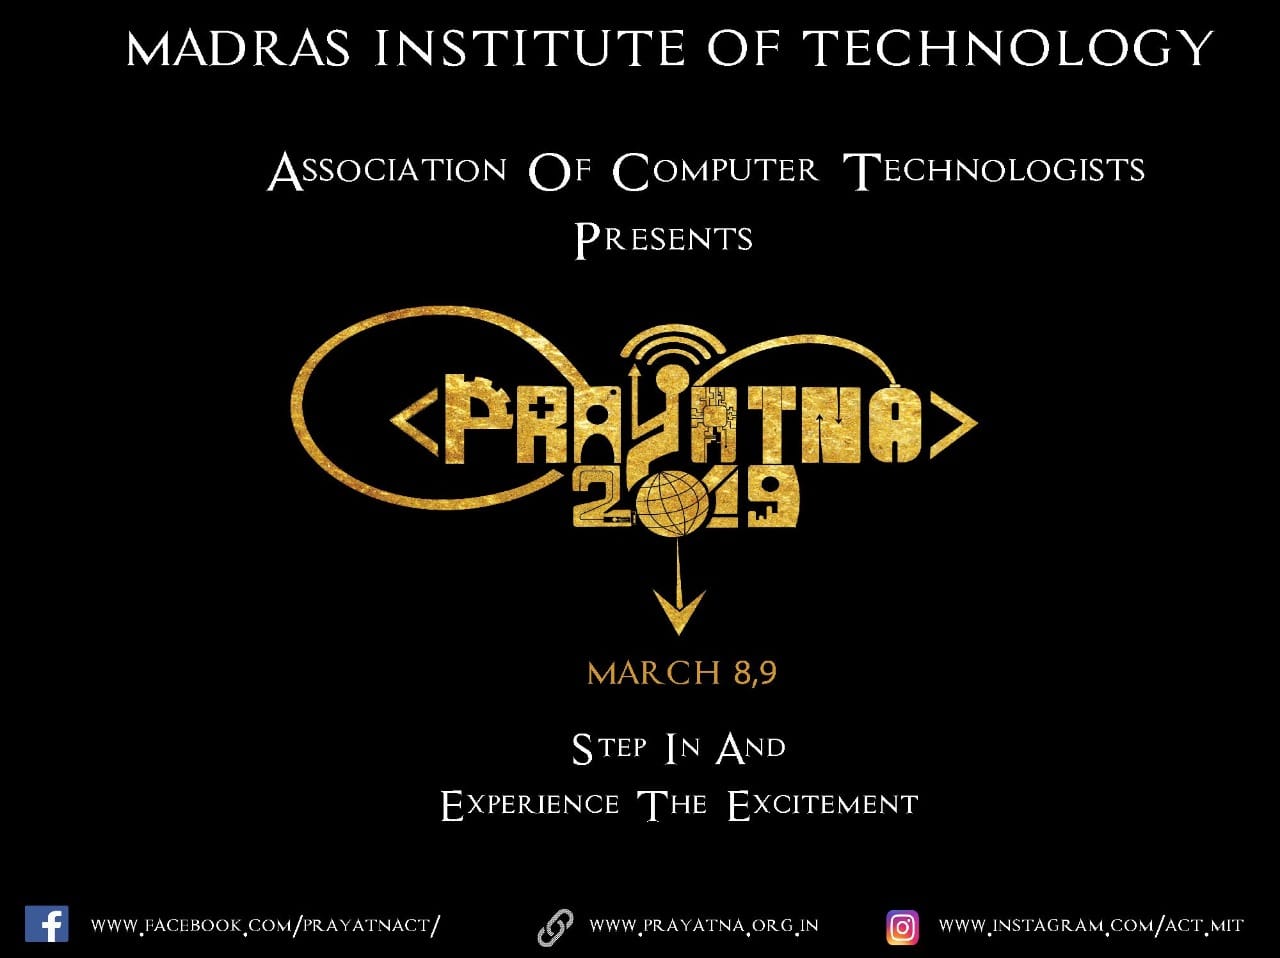 MADRAS INSTITUTE OF TECHNOLOGY
ASSOCIATION OF COMPUTER TECHNOLOGISTS
PRESENTS
<PRAYATNA>
2019
MARCH 8,9
STEP IN AND
EXPERIENCE THE EXCITEMENT
WWW.FACEBOOK.COM/PRAYATNACT/
WWW.PRAYATNA.ORG.IN
WWW.INSTAGRAM.COM/ACT.MIT